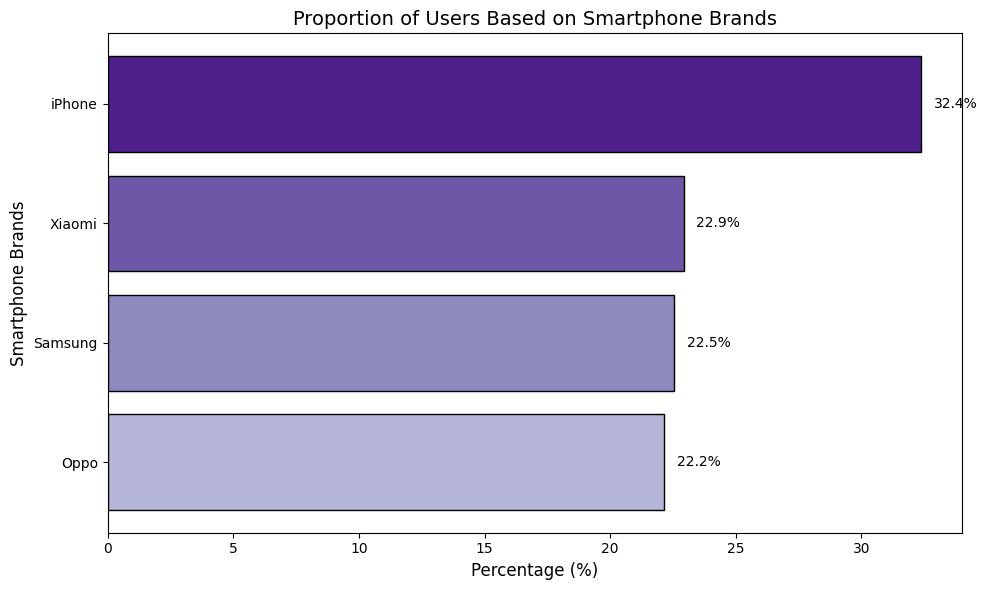 Proportion of Users Based on Smartphone Brands
Smartphone Brands
iPhone
32.4%
Xiaomi
22.9%
Samsung
22.5%
Oppo
22.2%
0 5 10 15 20 25 30
Percentage (%)